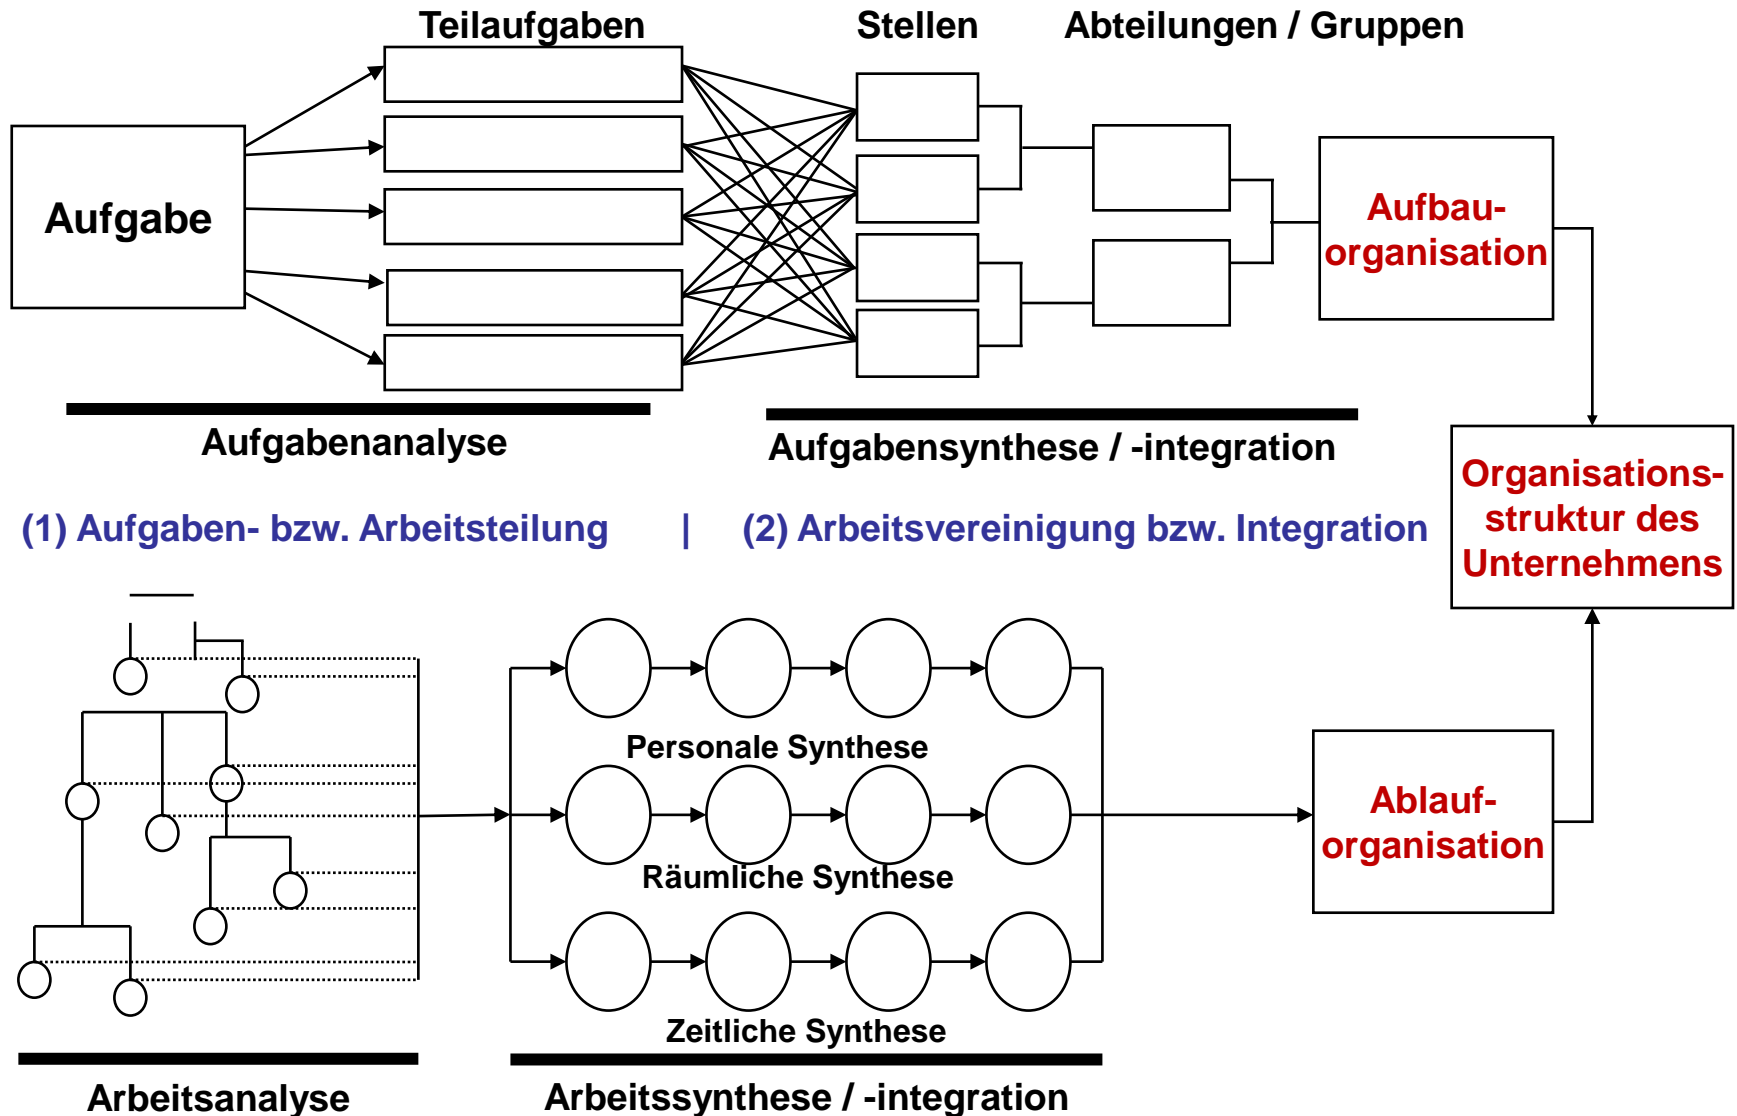 Teilaufgaben
Stellen
Abteilungen / Gruppen
Aufgabe
Aufbau-
organisation
Aufgabenanalyse
Aufgabensynthese / -integration
Organisations-
struktur des
Unternehmens
(1) Aufgaben- bzw. Arbeitsteilung | (2) Arbeitsvereinigung bzw. Integration
Personale Synthese
Räumliche Synthese
Zeitliche Synthese
Ablauf-
organisation
Arbeitsanalyse
Arbeitssynthese / -integration